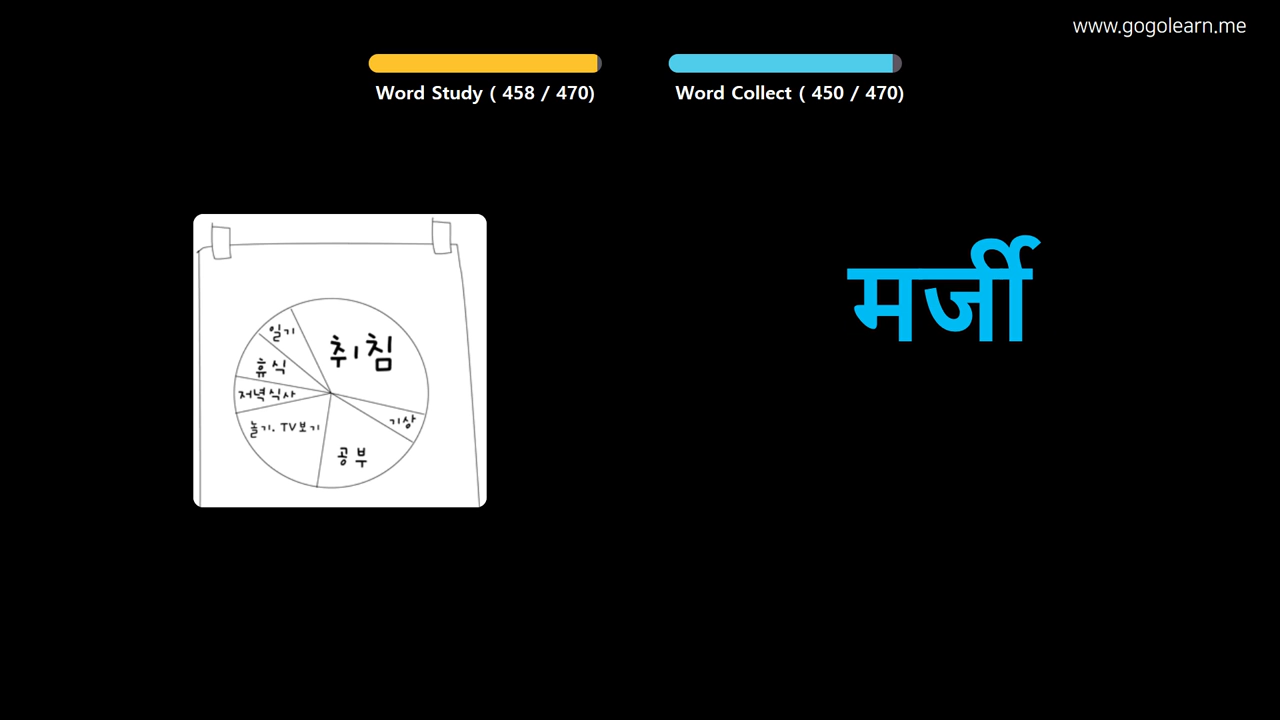 www.gogolearn.me
Word Study ( 458 / 470)
Word Collect ( 450 / 470)
मर्जी
일기
취침
휴식
저녁식사
기상
놀기. TV보기
공부